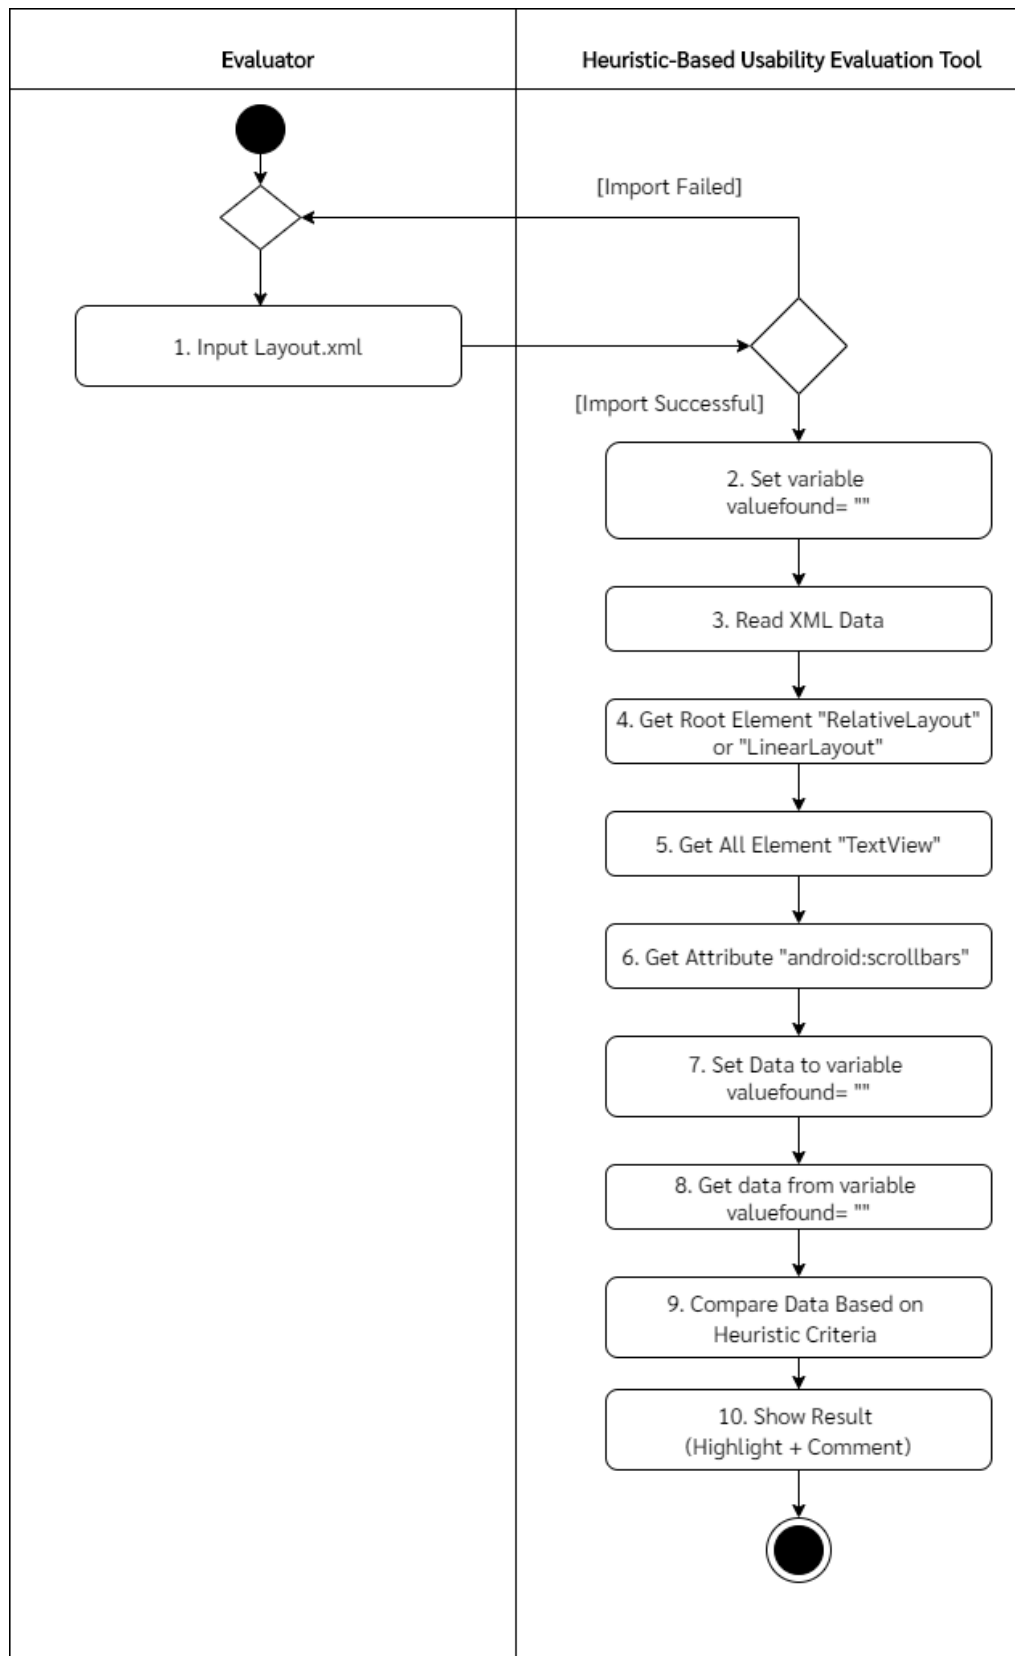 Evaluator
Heuristic-Based Usability Evaluation Tool
[Import Failed]
1. Input Layout.xml
[Import Successful]
2. Set variable
valuefound= ""
3. Read XML Data
4. Get Root Element "RelativeLayout"
or "LinearLayout"
5. Get All Element "TextView"
6. Get Attribute "android:scrollbars"
7. Set Data to variable
valuefound= ""
8. Get data from variable
valuefound= ""
9. Compare Data Based on
Heuristic Criteria
10. Show Result
(Highlight + Comment)